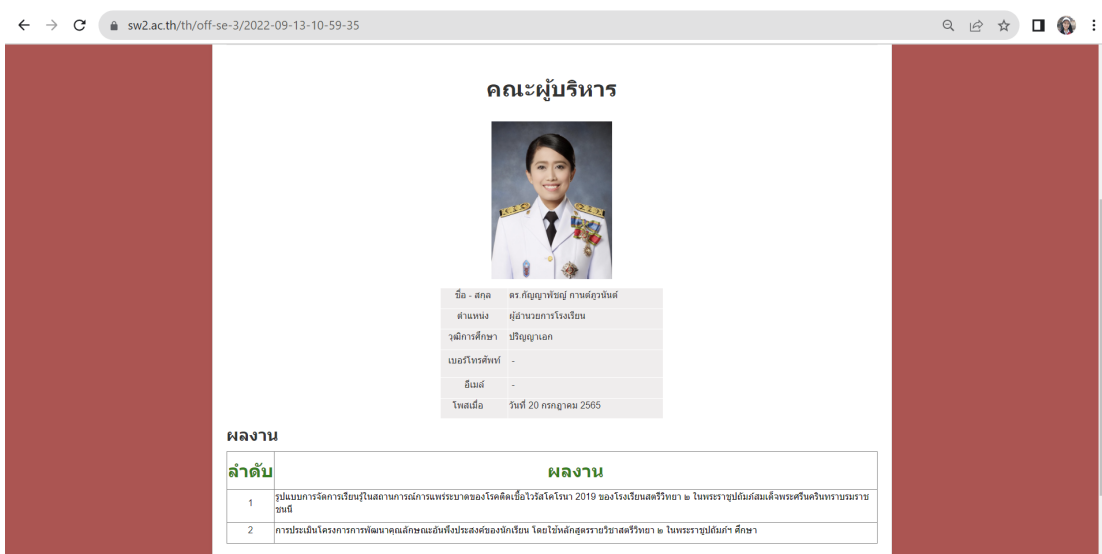 sw2.ac.th/th/off-se-3/2022-09-13-10-59-35
คณะผู้บริหาร
ชื่อ - สกุล ดร.กัญญาพัชญ์ กานต์ภูวนันต์
ตำแหน่ง ผู้อำนวยการโรงเรียน
วุฒิการศึกษา ปริญญาเอก
เบอร์โทรศัพท์ -
อีเมล์ -
โพสเมื่อ วันที่ 20 กรกฎาคม 2565
ผลงาน
ลำดับ ผลงาน
1 รูปแบบการจัดการเรียนรู้ในสถานการณ์การแพร่ระบาดของโรคติดเชื้อไวรัสโคโรนา 2019 ของโรงเรียนสตรีวิทยา ๒ ในพระราชูปถัมภ์สมเด็จพระศรีนครินทราบรมราช
ชนนี
2 การประเมินโครงการการพัฒนาคุณลักษณะอันพึงประสงค์ของนักเรียน โดยใช้หลักสูตรรายวิชาสตรีวิทยา ๒ ในพระราชูปถัมภ์ฯ ศึกษา